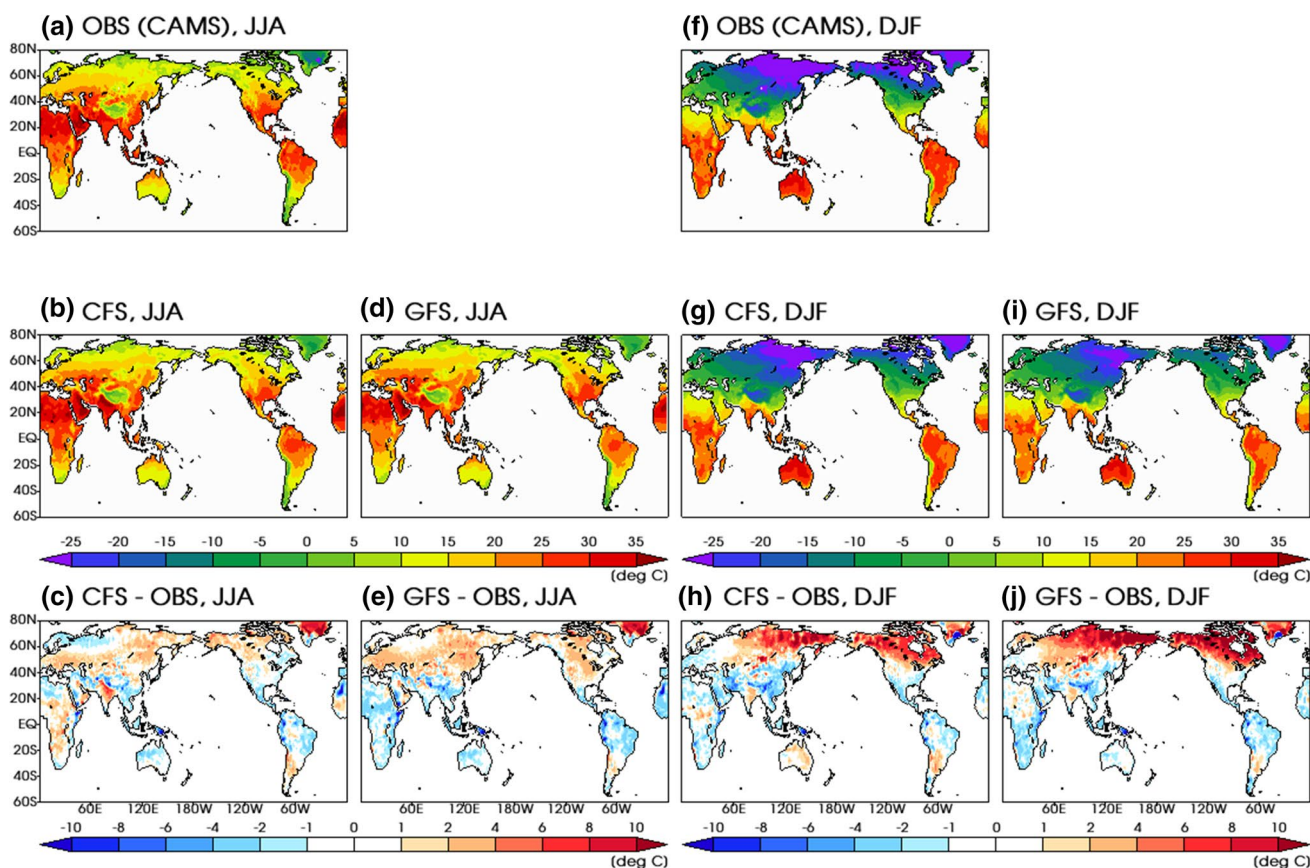 (a) OBS (CAMS), JJA
(f) OBS (CAMS), DJF
80N
60N
40N
20N
EQ
20S
40S
60S
(b) CFS, JJA
(d) GFS, JJA
(g) CFS, DJF
(i) GFS, DJF
80N
60N
40N
20N
EQ
20S
40S
60S
-25 -20 -15 -10 -5 0 5 10 15 20 25 30 35
(deg C)
-25 -20 -15 -10 -5 0 5 10 15 20 25 30 35
(deg C)
(c) CFS - OBS, JJA
(e) GFS - OBS, JJA
(h) CFS - OBS, DJF
(j) GFS - OBS, DJF
80N
60N
40N
20N
EQ
20S
40S
60S
60E 120E 180W 120W 60W
60E 120E 180W 120W 60W
60E 120E 180W 120W 60W
60E 120E 180W 120W 60W
-10 -8 -6 -4 -2 -1 0 1 2 4 6 8 10
(deg C)
-10 -8 -6 -4 -2 -1 0 1 2 4 6 8 10
(deg C)